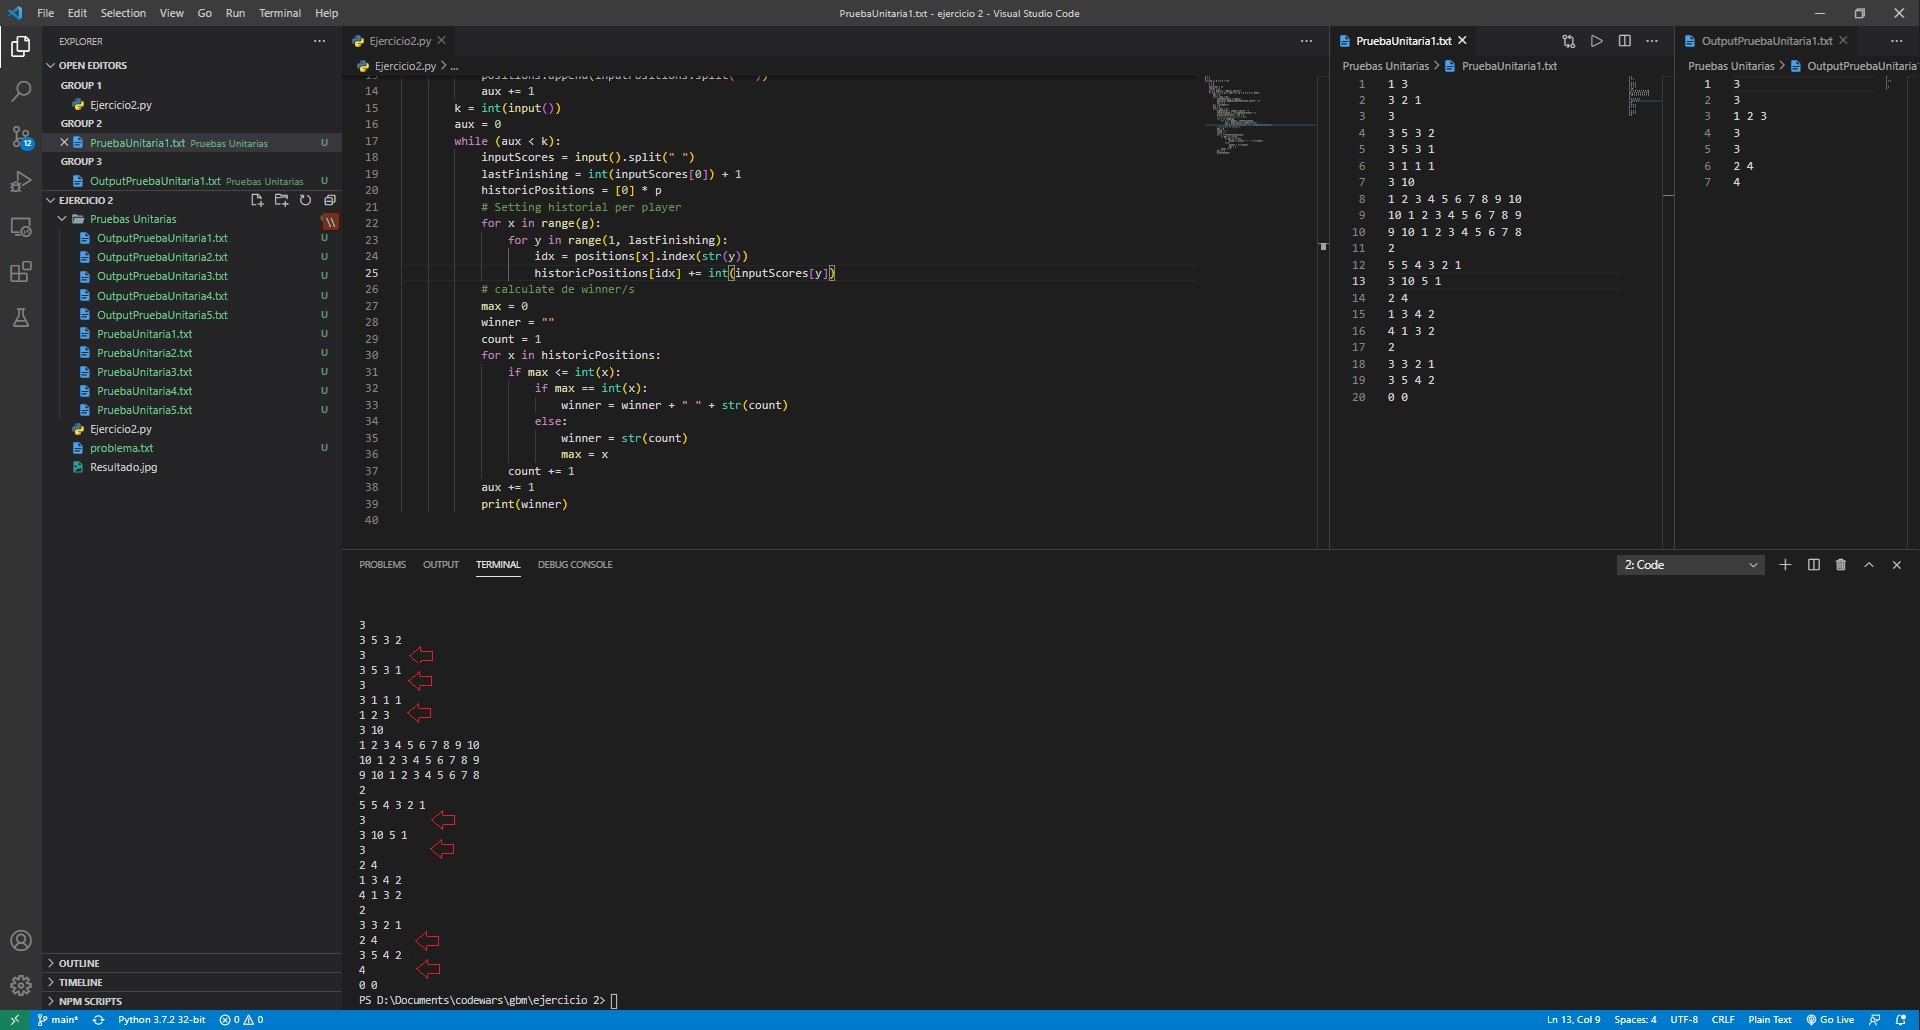 File Edit Selection View Go Run Terminal Help
PruebaUnitaria1.txt - ejercicio 2 - Visual Studio Code
EXPLORER
OPEN EDITORS
GROUP 1
Ejercicio2.py
GROUP 2
PruebaUnitaria1.txt Pruebas Unitarias U
GROUP 3
OutputPruebaUnitaria1.txt Pruebas Unitarias U
EJERCICIO 2
Pruebas Unitarias
OutputPruebaUnitaria1.txt U
OutputPruebaUnitaria2.txt U
OutputPruebaUnitaria3.txt U
OutputPruebaUnitaria4.txt U
OutputPruebaUnitaria5.txt U
PruebaUnitaria1.txt U
PruebaUnitaria2.txt U
PruebaUnitaria3.txt U
PruebaUnitaria4.txt U
PruebaUnitaria5.txt U
Ejercicio2.py
problema.txt U
Resultado.jpg
OUTLINE
TIMELINE
NPM SCRIPTS
12
Ejercicio2.py
Ejercicio2.py > ...
14 aux += 1
15 k = int(input())
16 aux = 0
17 while (aux < k):
18 inputScores = input().split(" ")
19 lastFinishing = int(inputScores[0]) + 1
20 historicPositions = [0] * p
21 # Setting historial per player
22 for x in range(g):
23 for y in range(1, lastFinishing):
24 idx = positions[x].index(str(y))
25 historicPositions[idx] += int(inputScores[y])
26 # calculate de winner/s
27 max = 0
28 winner = ""
29 count = 1
30 for x in historicPositions:
31 if max <= int(x):
32 if max == int(x):
33 winner = winner + " " + str(count)
34 else:
35 winner = str(count)
36 max = x
37 count += 1
38 aux += 1
39 print(winner)
40
PruebaUnitaria1.txt
Pruebas Unitarias > PruebaUnitaria1.txt
1 1 3
2 3 2 1
3 3
4 3 5 3 2
5 3 5 3 1
6 3 1 1 1
7 3 10
8 1 2 3 4 5 6 7 8 9 10
9 10 1 2 3 4 5 6 7 8 9
10 9 10 1 2 3 4 5 6 7 8
11 2
12 5 5 4 3 2 1
13 3 10 5 1
14 2 4
15 1 3 4 2
16 4 1 3 2
17 2
18 3 3 2 1
19 3 5 4 2
20 0 0
OutputPruebaUnitaria1.txt
Pruebas Unitarias > OutputPruebaUnitaria
1 3
2 3
3 1 2 3
4 3
5 3
6 2 4
7 4
PROBLEMS OUTPUT TERMINAL DEBUG CONSOLE
2: Code
3
3 5 3 2
3
3 5 3 1
3
3 1 1 1
1 2 3
3 10
1 2 3 4 5 6 7 8 9 10
10 1 2 3 4 5 6 7 8 9
9 10 1 2 3 4 5 6 7 8
2
5 5 4 3 2 1
3
3 10 5 1
3
2 4
1 3 4 2
4 1 3 2
2
3 3 2 1
2 4
3 5 4 2
4
0 0
PS D:\Documents\codewars\gbm\ejercicio 2>
main* Python 3.7.2 32-bit 0 0
Ln 13, Col 9 Spaces: 4 UTF-8 CRLF Plain Text Go Live